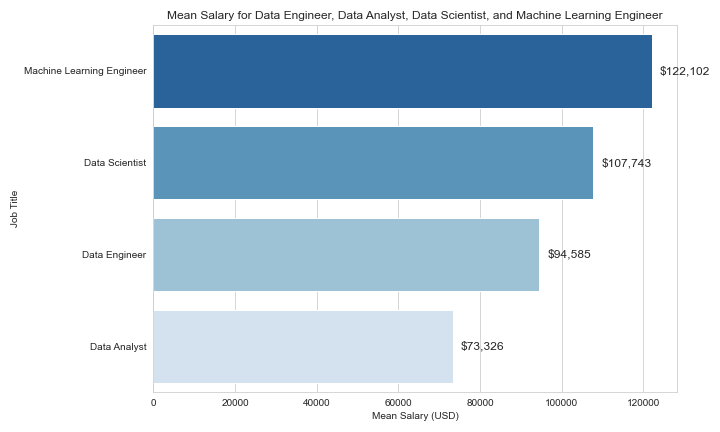 Mean Salary for Data Engineer, Data Analyst, Data Scientist, and Machine Learning Engineer
Job Title
Machine Learning Engineer
$122,102
Data Scientist
$107,743
Data Engineer
$94,585
Data Analyst
$73,326
0 20000 40000 60000 80000 100000 120000
Mean Salary (USD)